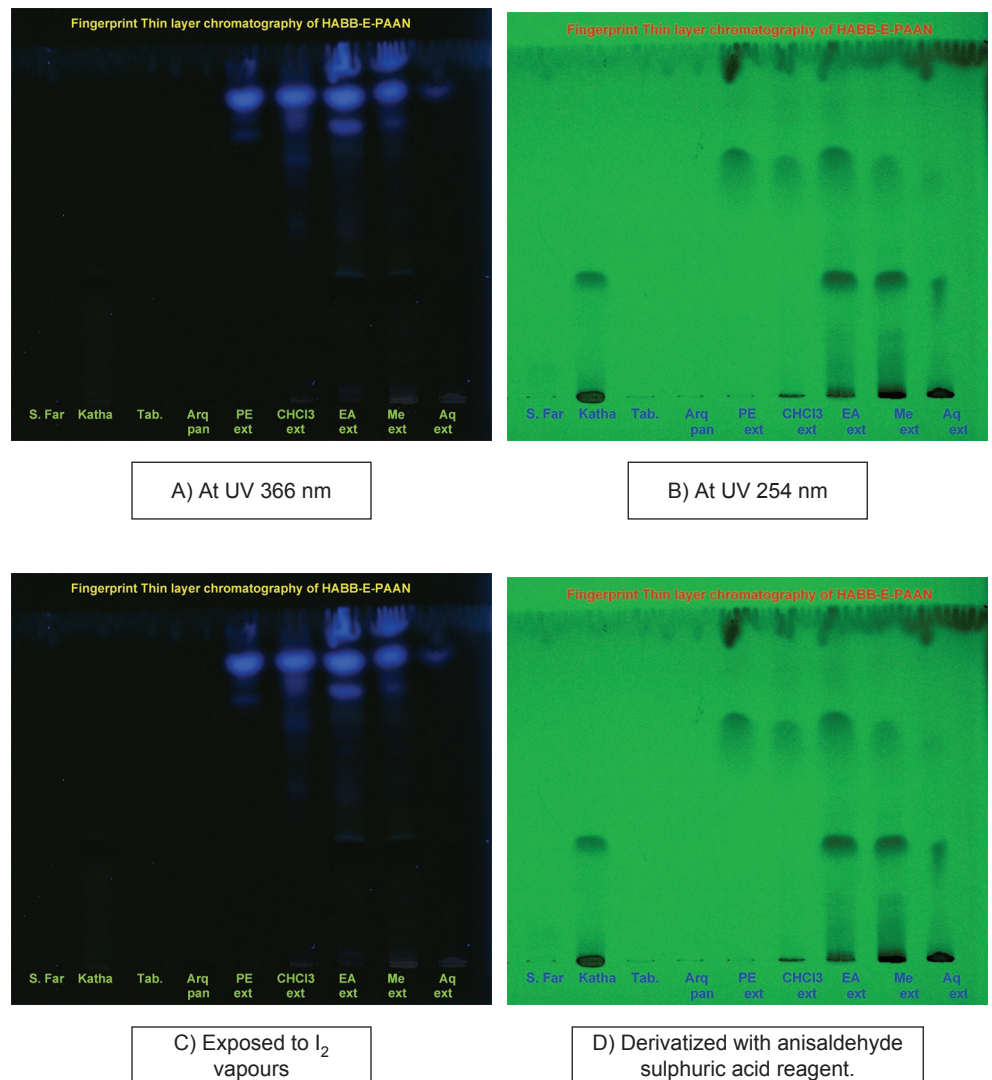 Fingerprint Thin layer chromatography of HABB-E-PAAN
S. Far Katha Tab. Arq pan PE ext CHCl3 ext EA ext Me ext Aq ext
A) At UV 366 nm
Fingerprint Thin layer chromatography of HABB-E-PAAN
S. Far Katha Tab. Arq pan PE ext CHCl3 ext EA ext Me ext Aq ext
B) At UV 254 nm
Fingerprint Thin layer chromatography of HABB-E-PAAN
S. Far Katha Tab. Arq pan PE ext CHCl3 ext EA ext Me ext Aq ext
C) Exposed to I2
vapours
Fingerprint Thin layer chromatography of HABB-E-PAAN
S. Far Katha Tab. Arq pan PE ext CHCl3 ext EA ext Me ext Aq ext
D) Derivatized with anisaldehyde
sulphuric acid reagent.